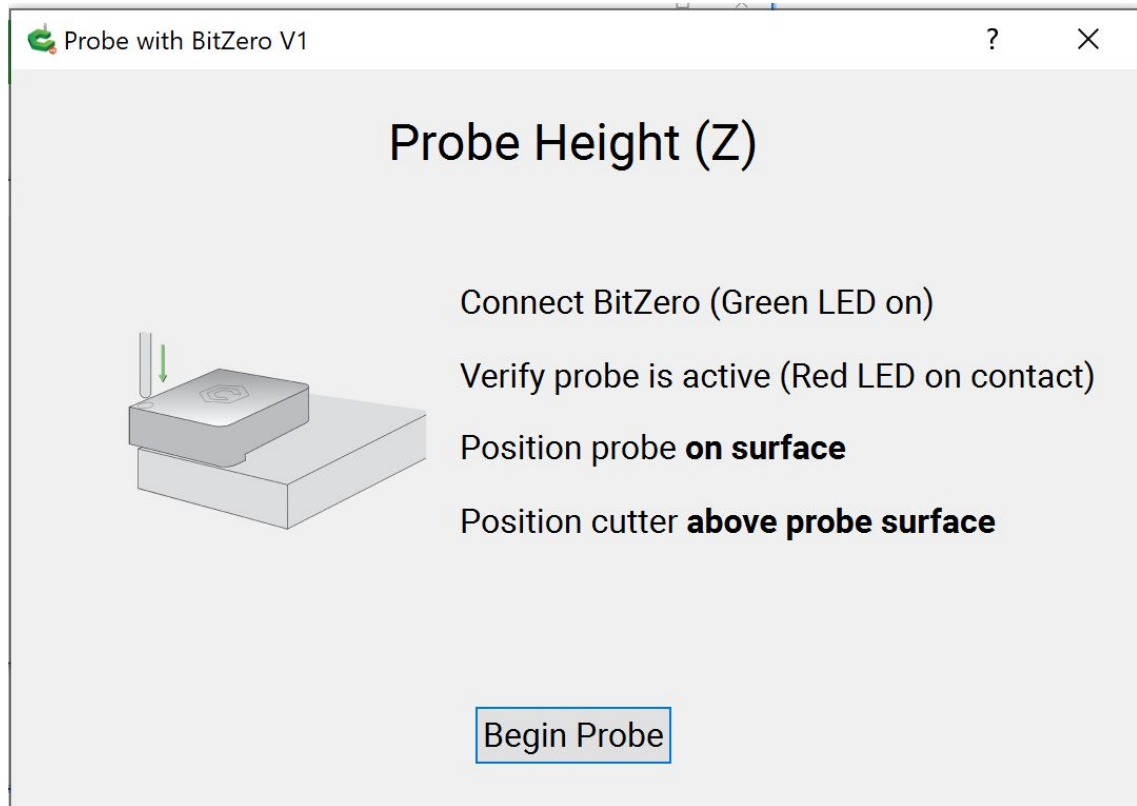 Probe with BitZero V1
Probe Height (Z)
Connect BitZero (Green LED on)
Verify probe is active (Red LED on contact)
Position probe on surface
Position cutter above probe surface
Begin Probe